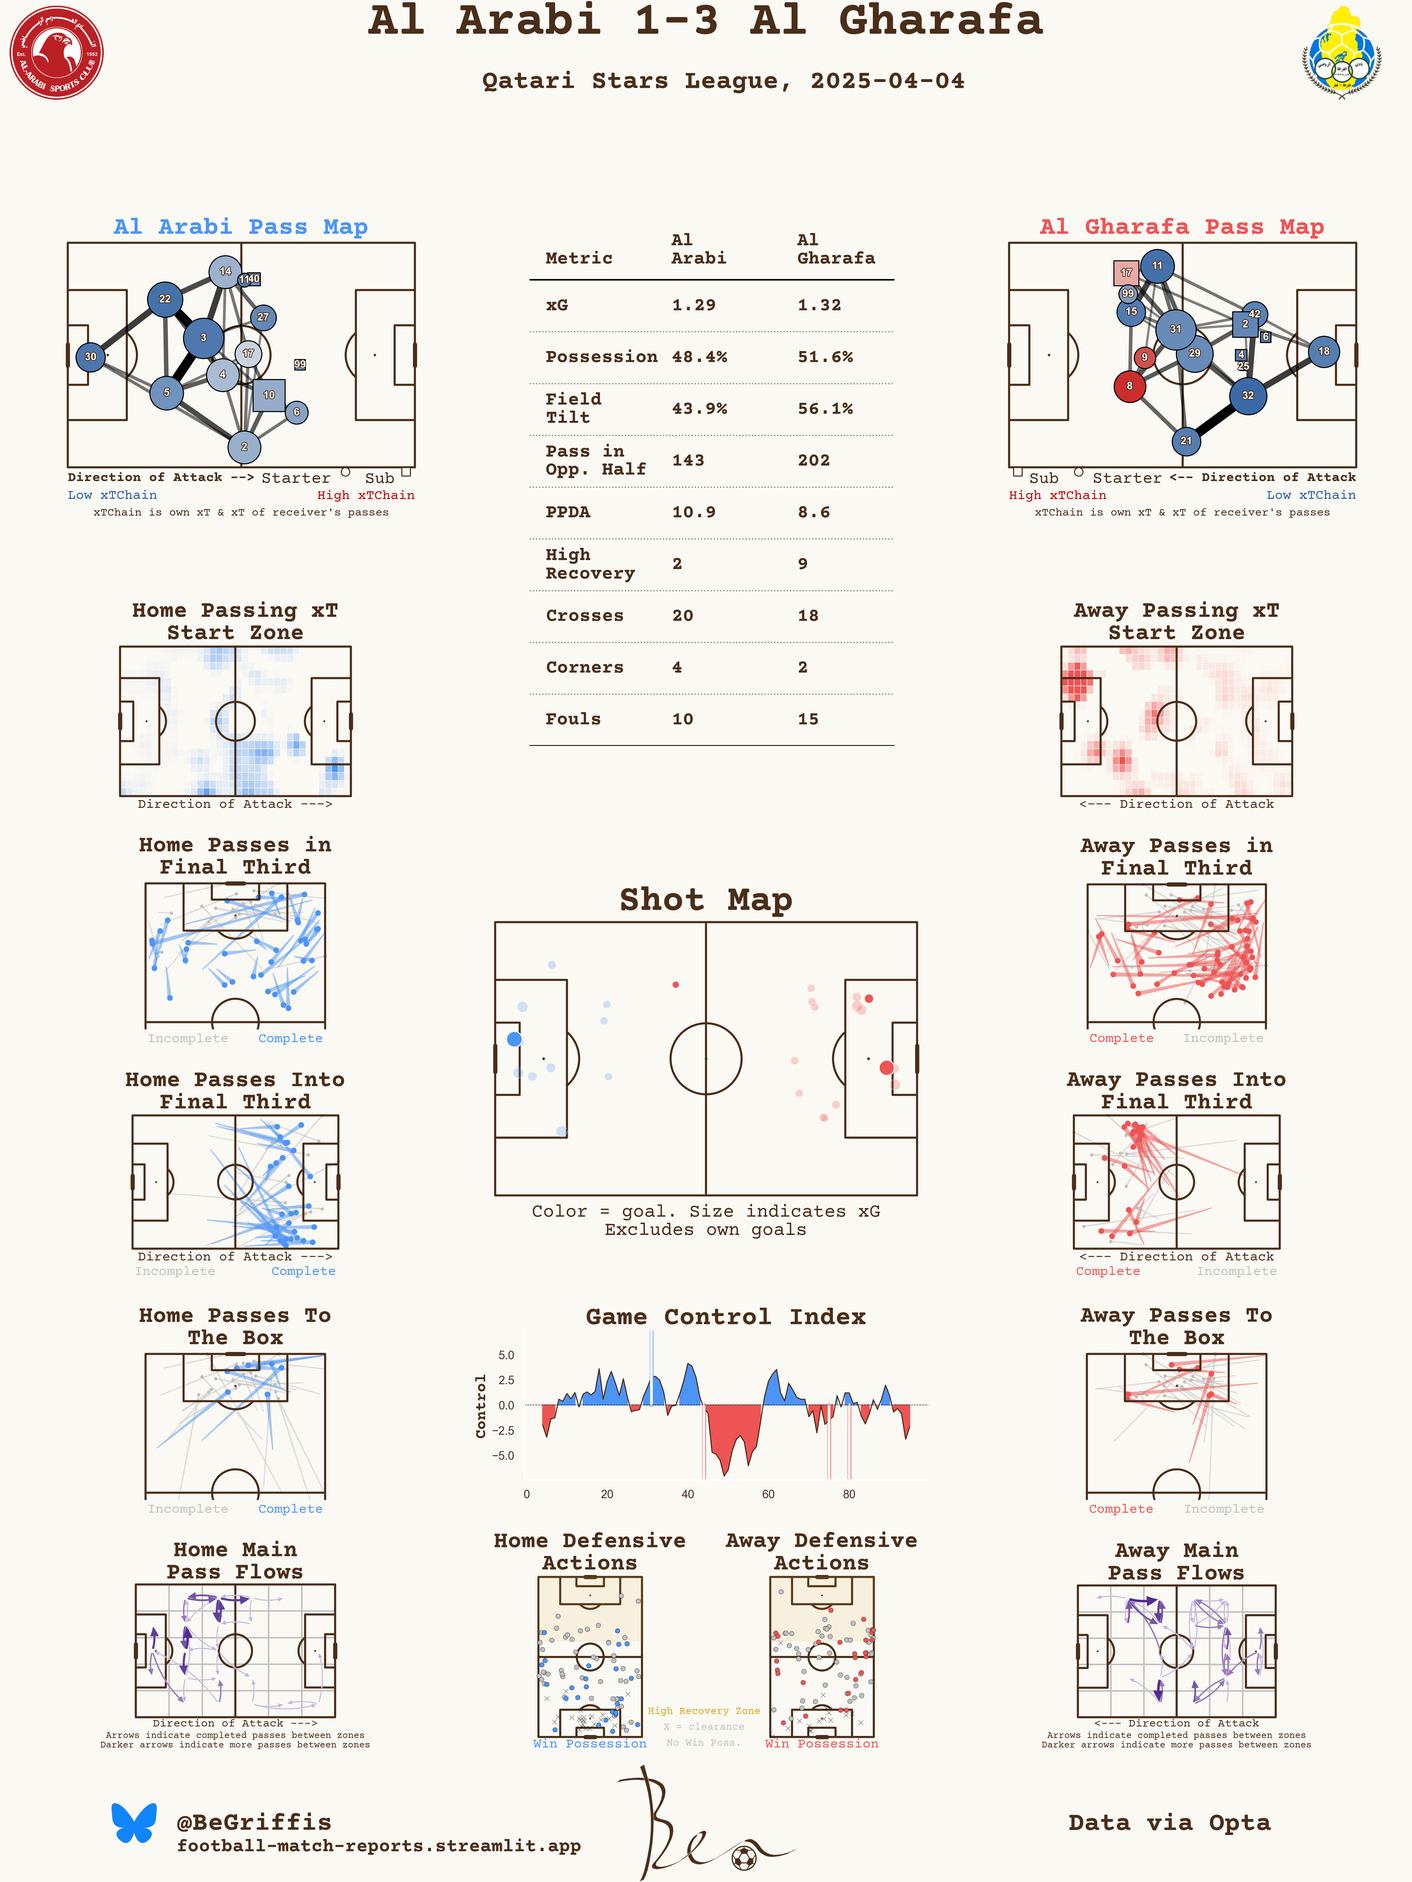 Al Arabi 1-3 Al Gharafa
Qatari Stars League, 2025-04-04
Est. 1952
AL-ARABI SPORTS CLUB
Al Arabi Pass Map
14
11
40
22
27
3
17
30
4
99
5
10
6
2
Direction of Attack --> Starter Sub
Low xTChain High xTChain
xTChain is own xT & xT of receiver's passes
Metric Al Arabi Al Gharafa
xG 1.29 1.32
Possession 48.4% 51.6%
Field Tilt 43.9% 56.1%
Pass in Opp. Half 143 202
PPDA 10.9 8.6
High Recovery 2 9
Crosses 20 18
Corners 4 2
Fouls 10 15
Al Gharafa Pass Map
11
17
99
15
42
31
2
6
9
29
4
18
25
8
32
21
Sub Starter <-- Direction of Attack
High xTChain Low xTChain
xTChain is own xT & xT of receiver's passes
Home Passing xT
Start Zone
Direction of Attack --->
Away Passing xT
Start Zone
<--- Direction of Attack
Home Passes in
Final Third
Incomplete Complete
Away Passes in
Final Third
Complete Incomplete
Shot Map
Color = goal. Size indicates xG
Excludes own goals
Home Passes Into
Final Third
Direction of Attack --->
Incomplete Complete
Away Passes Into
Final Third
<--- Direction of Attack
Complete Incomplete
Home Passes To
The Box
Incomplete Complete
Game Control Index
Control
5.0
2.5
0.0
−2.5
−5.0
0 20 40 60 80
Away Passes To
The Box
Complete Incomplete
Home Main
Pass Flows
Direction of Attack --->
Arrows indicate completed passes between zones
Darker arrows indicate more passes between zones
Home Defensive
Actions
Win Possession
Away Defensive
Actions
Win Possession
High Recovery Zone
X = clearance
No Win Poss.
Away Main
Pass Flows
<--- Direction of Attack
Arrows indicate completed passes between zones
Darker arrows indicate more passes between zones
@BeGriffis
football-match-reports.streamlit.app
Ben
Data via Opta